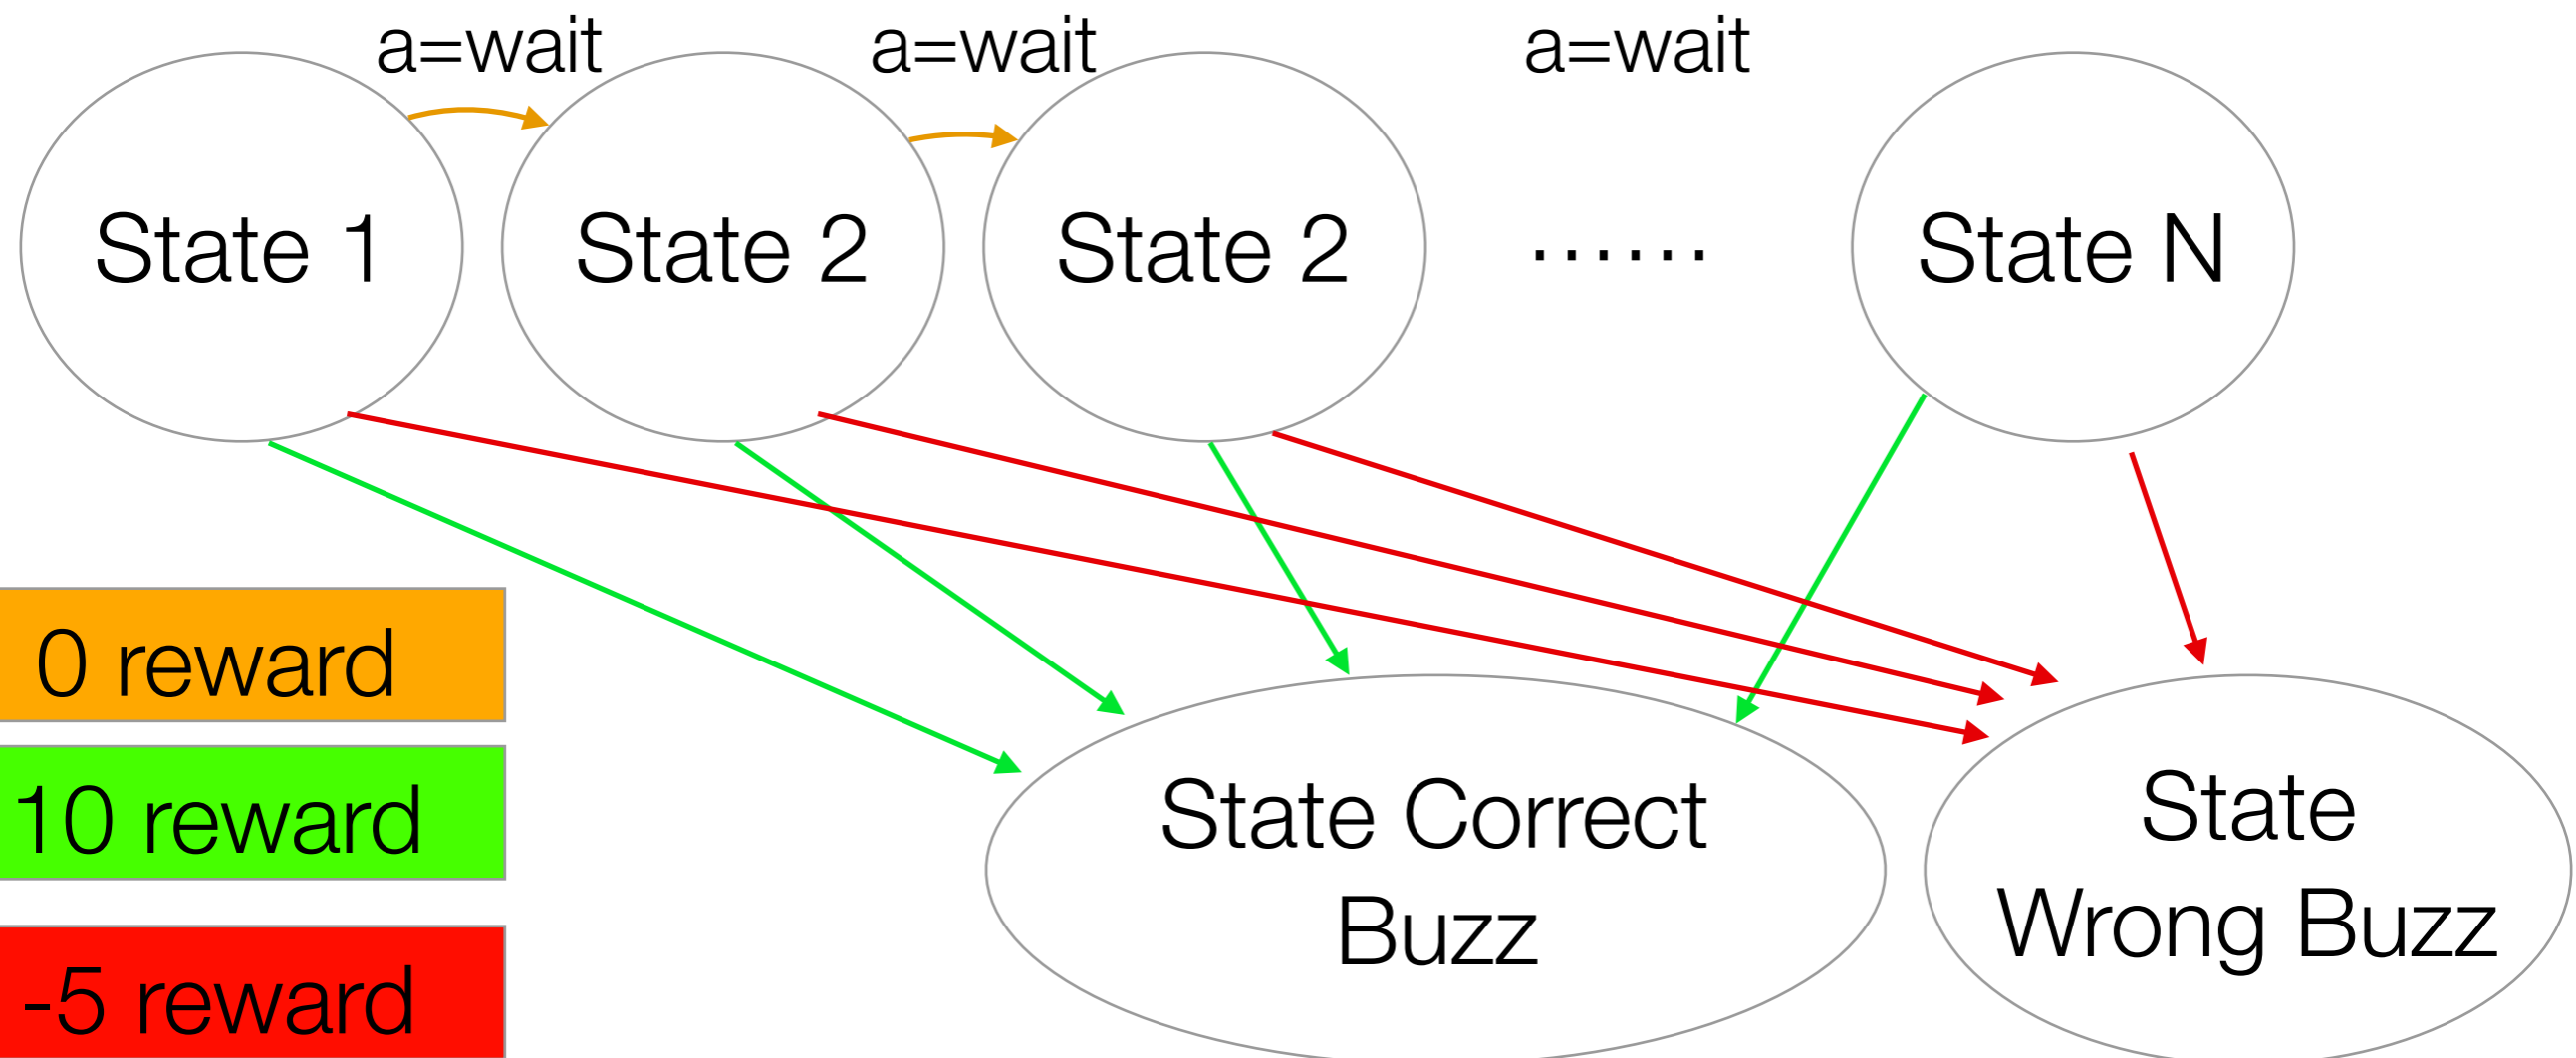 a=wait
a=wait
a=wait
State 1
State 2
State 2
......
State N
0 reward
10 reward
-5 reward
State Correct
Buzz
State
Wrong Buzz